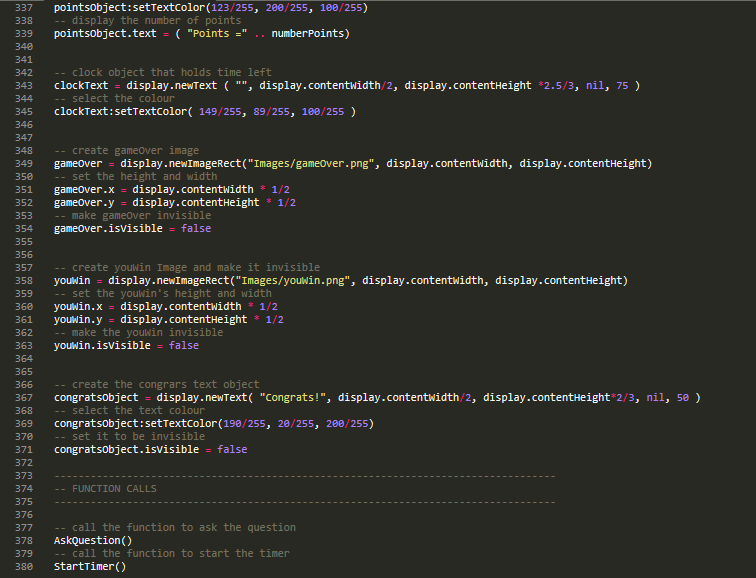 337 pointsObject:setTextColor(123/255, 200/255, 100/255)
338 -- display the number of points
339 pointsObject.text = ( "Points =" .. numberPoints)
340
341
342 -- clock object that holds time left
343 clockText = display.newText ( "", display.contentWidth/2, display.contentHeight *2.5/3, nil, 75 )
344 -- select the colour
345 clockText:setTextColor( 149/255, 89/255, 100/255 )
346
347
348 -- create gameOver image
349 gameOver = display.newImageRect("Images/gameOver.png", display.contentWidth, display.contentHeight)
350 -- set the height and width
351 gameOver.x = display.contentWidth * 1/2
352 gameOver.y = display.contentHeight * 1/2
353 -- make gameOver invisible
354 gameOver.isVisible = false
355
356
357 -- create youWin Image and make it invisible
358 youWin = display.newImageRect("Images/youWin.png", display.contentWidth, display.contentHeight)
359 -- set the youWin's height and width
360 youWin.x = display.contentWidth * 1/2
361 youWin.y = display.contentHeight * 1/2
362 -- make the youWin invisible
363 youWin.isVisible = false
364
365
366 -- create the congrars text object
367 congratsObject = display.newText( "Congrats!", display.contentWidth/2, display.contentHeight*2/3, nil, 50 )
368 -- select the text colour
369 congratsObject:setTextColor(190/255, 20/255, 200/255)
370 -- set it to be invisible
371 congratsObject.isVisible = false
372
373 -----------------------------------------------------------------------------------
374 -- FUNCTION CALLS
375 -----------------------------------------------------------------------------------
376
377 -- call the function to ask the question
378 AskQuestion()
379 -- call the function to start the timer
380 StartTimer()